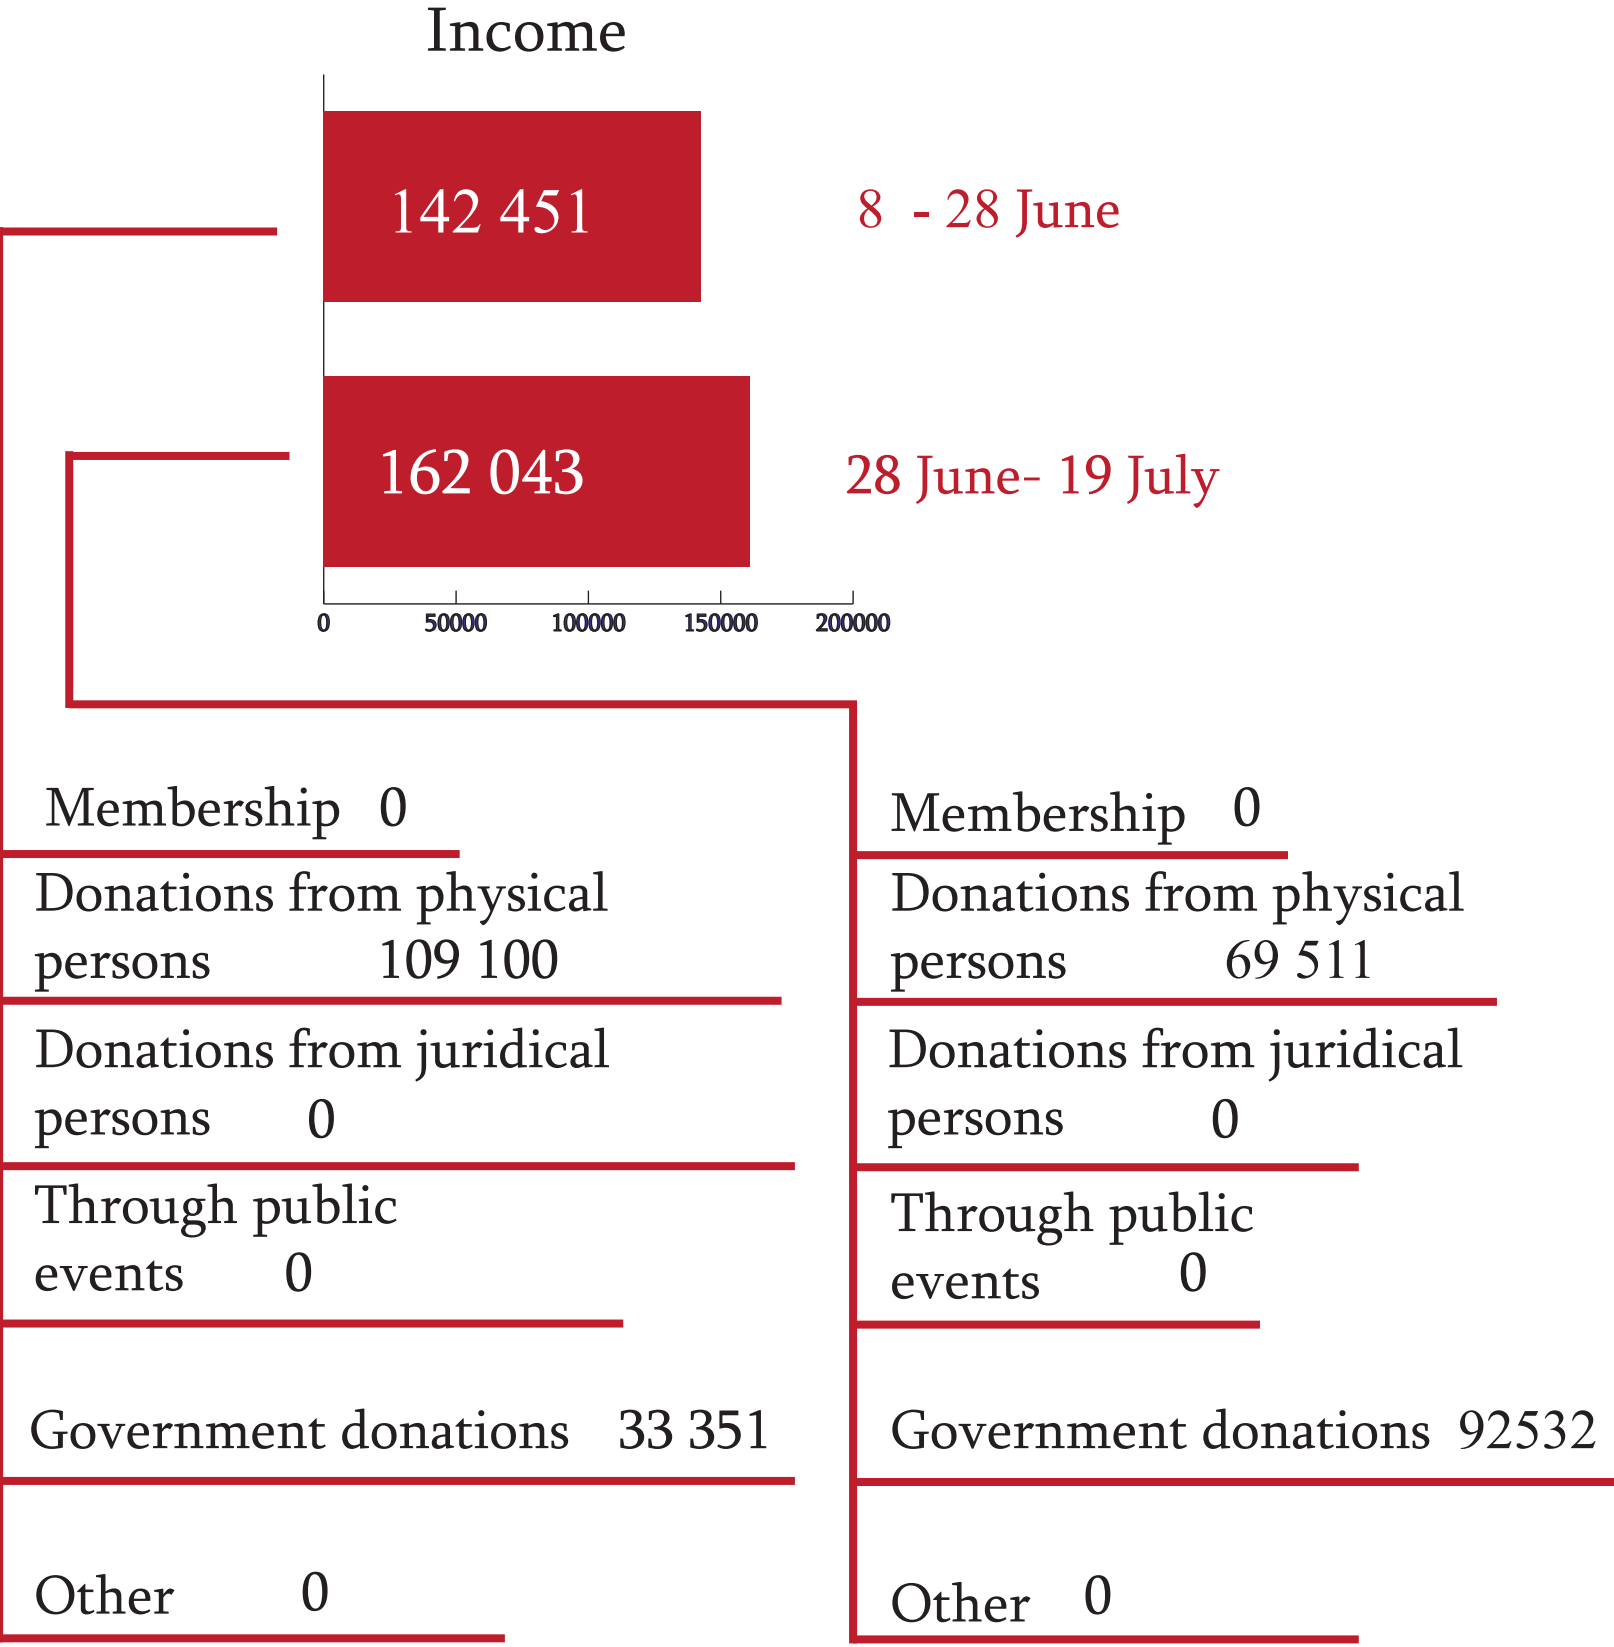 Income
142 451
8 - 28 June
162 043
28 June- 19 July
0 50000 100000 150000 200000
Membership 0
Donations from physical
persons 109 100
Donations from juridical
persons 0
Through public
events 0
Government donations 33 351
Other 0
Membership 0
Donations from physical
persons 69 511
Donations from juridical
persons 0
Through public
events 0
Government donations 92532
Other 0